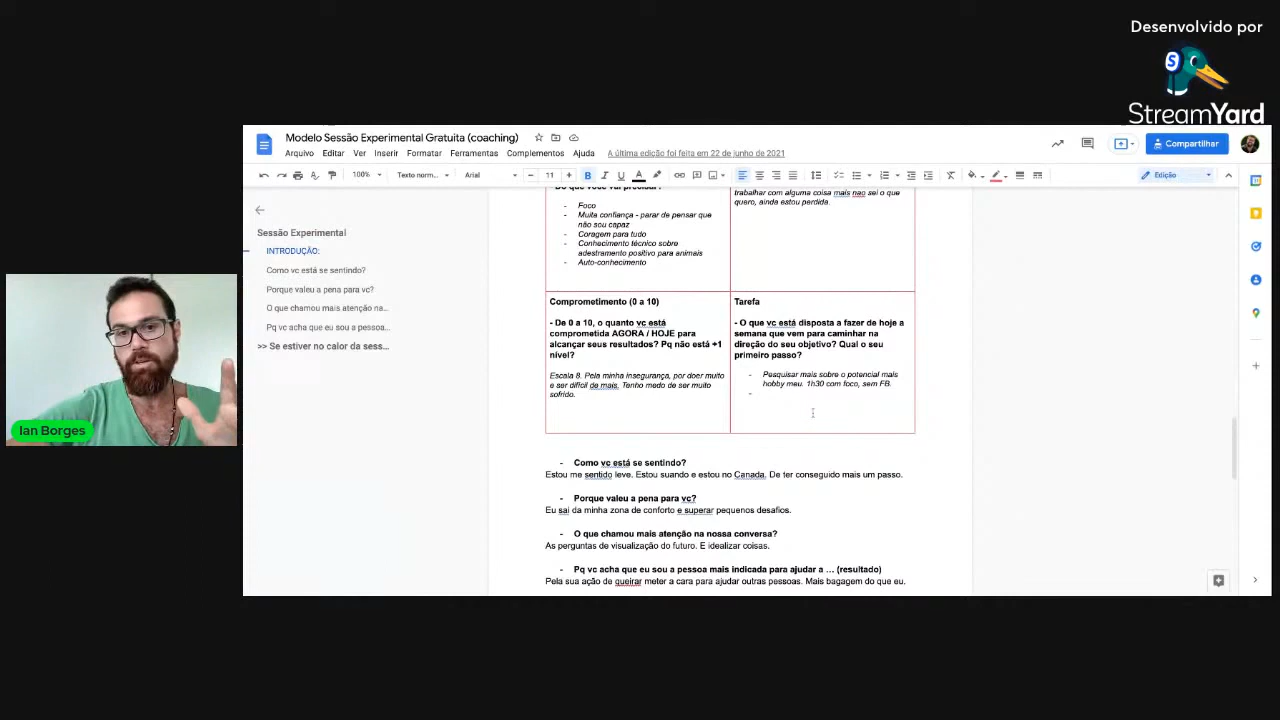 Desenvolvido por
StreamYard
Modelo Sessão Experimental Gratuita (coaching)
Arquivo Editar Ver Inserir Formatar Ferramentas Complementos Ajuda A última edição foi feita em 22 de junho de 2021
Compartilhar
100% Texto norm... Arial 11 Edição
Sessão Experimental
INTRODUÇÃO:
Como vc está se sentindo?
Porque valeu a pena para vc?
O que chamou mais atenção na...
Pq vc acha que eu sou a pessoa...
>> Se estiver no calor da sess...
- Do que você vai precisar?
- Foco
- Muita confiança - parar de pensar que
não sou capaz
- Coragem para tudo
- Conhecimento técnico sobre
adestramento positivo para animais
- Auto-conhecimento
trabalhar com alguma coisa mais nao sei o que
quero, ainda estou perdida.
Comprometimento (0 a 10)
- De 0 a 10, o quanto vc está
comprometida AGORA / HOJE para
alcançar seus resultados? Pq não está +1
nível?
Escala 8. Pela minha insegurança, por doer muito
e ser difícil de mais. Tenho medo de ser muito
sofrido.
Tarefa
- O que vc está disposta a fazer de hoje a
semana que vem para caminhar na
direção do seu objetivo? Qual o seu
primeiro passo?
- Pesquisar mais sobre o potencial mais
hobby meu. 1h30 com foco, sem FB.
-
- Como vc está se sentindo?
Estou me sentido leve. Estou suando e estou no Canada. De ter conseguido mais um passo.
- Porque valeu a pena para vc?
Eu sai da minha zona de conforto e superar pequenos desafios.
- O que chamou mais atenção na nossa conversa?
As perguntas de visualização do futuro. E idealizar coisas.
- Pq vc acha que eu sou a pessoa mais indicada para ajudar a ... (resultado)
Pela sua ação de queirar meter a cara para ajudar outras pessoas. Mais bagagem do que eu.
Ian Borges